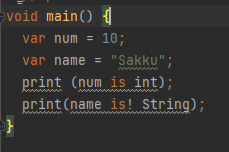 void main() {
var num = 10;
var name = "Sakku";
print (num is int);
print(name is! String);
}